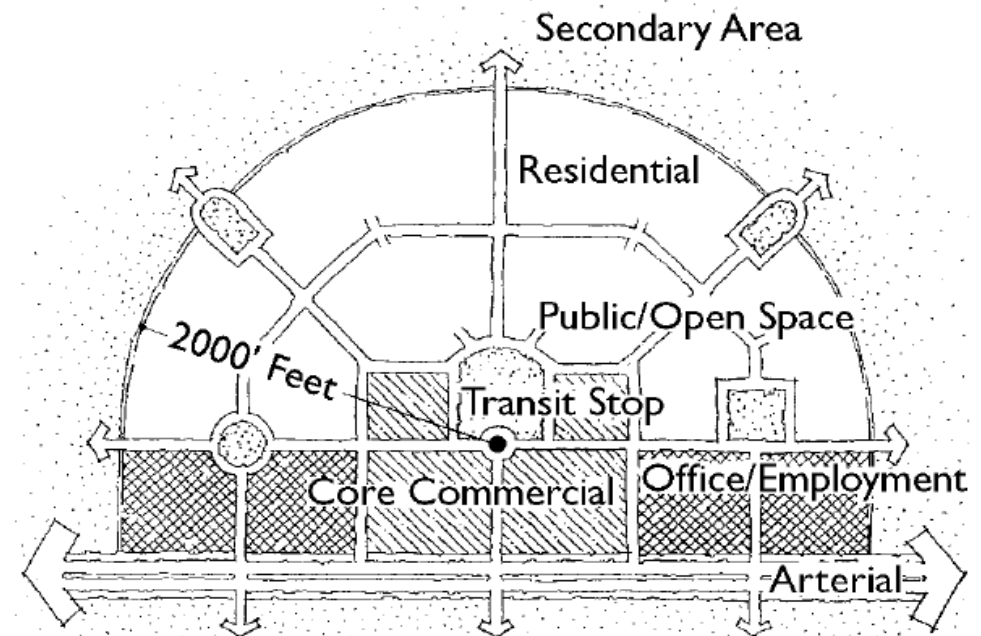 Secondary Area
Residential
Public/Open Space
2000' Feet
Transit Stop
Core Commercial
Office/Employment
Arterial